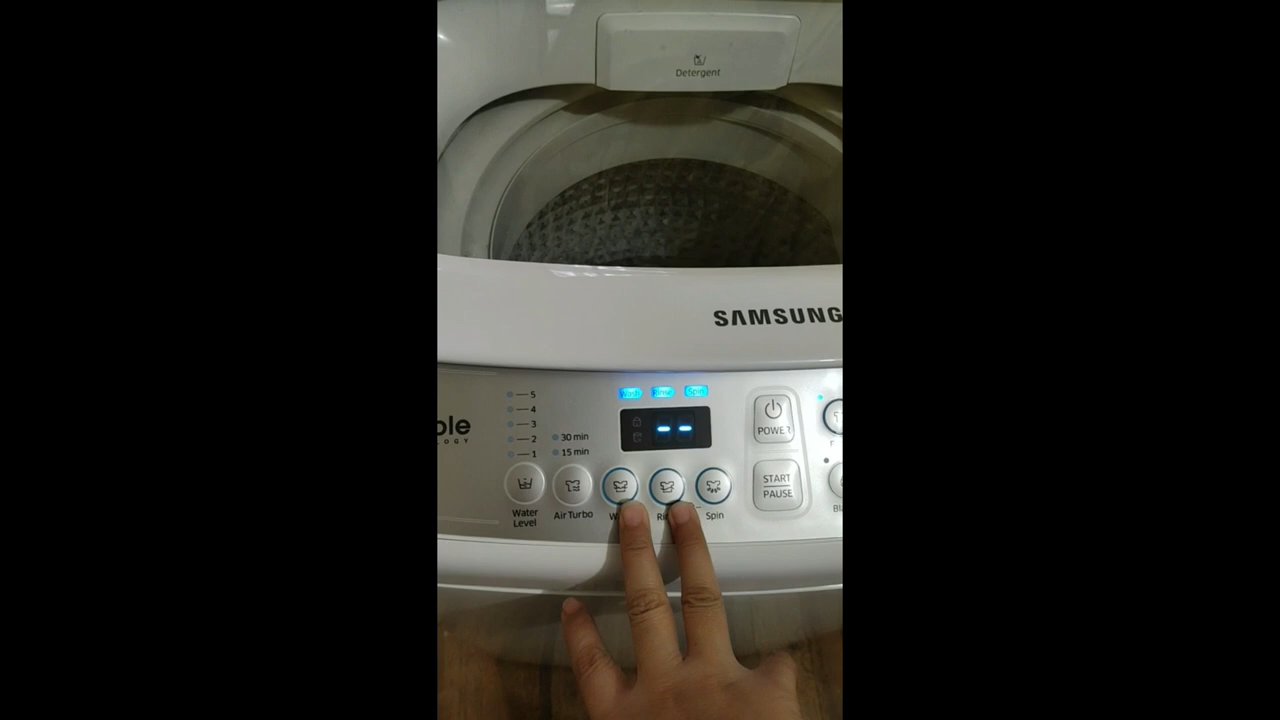 Detergent
SAMSUNG
Wash Rinse Spin
5
4
3
2
1
30 min
15 min
ble
OLOGY
POWER
START
PAUSE
Water
Level
Air Turbo
Spin